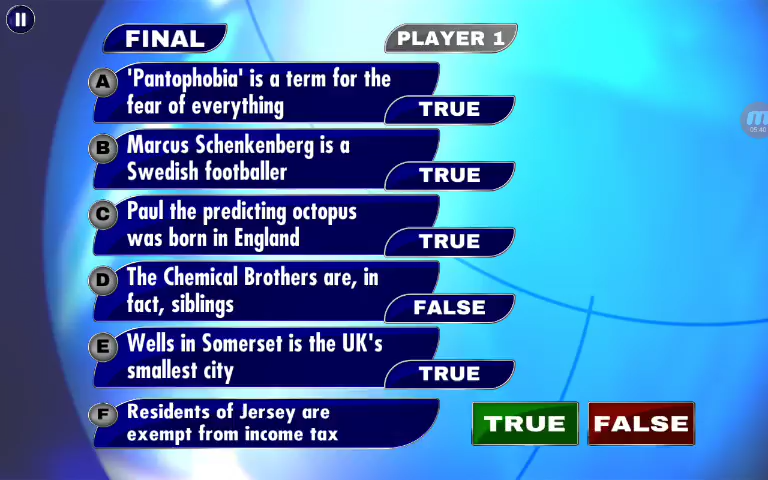 FINAL
PLAYER 1
A
'Pantophobia' is a term for the
fear of everything
TRUE
B
Marcus Schenkenberg is a
Swedish footballer
TRUE
C
Paul the predicting octopus
was born in England
TRUE
D
The Chemical Brothers are, in
fact, siblings
FALSE
E
Wells in Somerset is the UK's
smallest city
TRUE
F
Residents of Jersey are
exempt from income tax
TRUE
FALSE
05:40